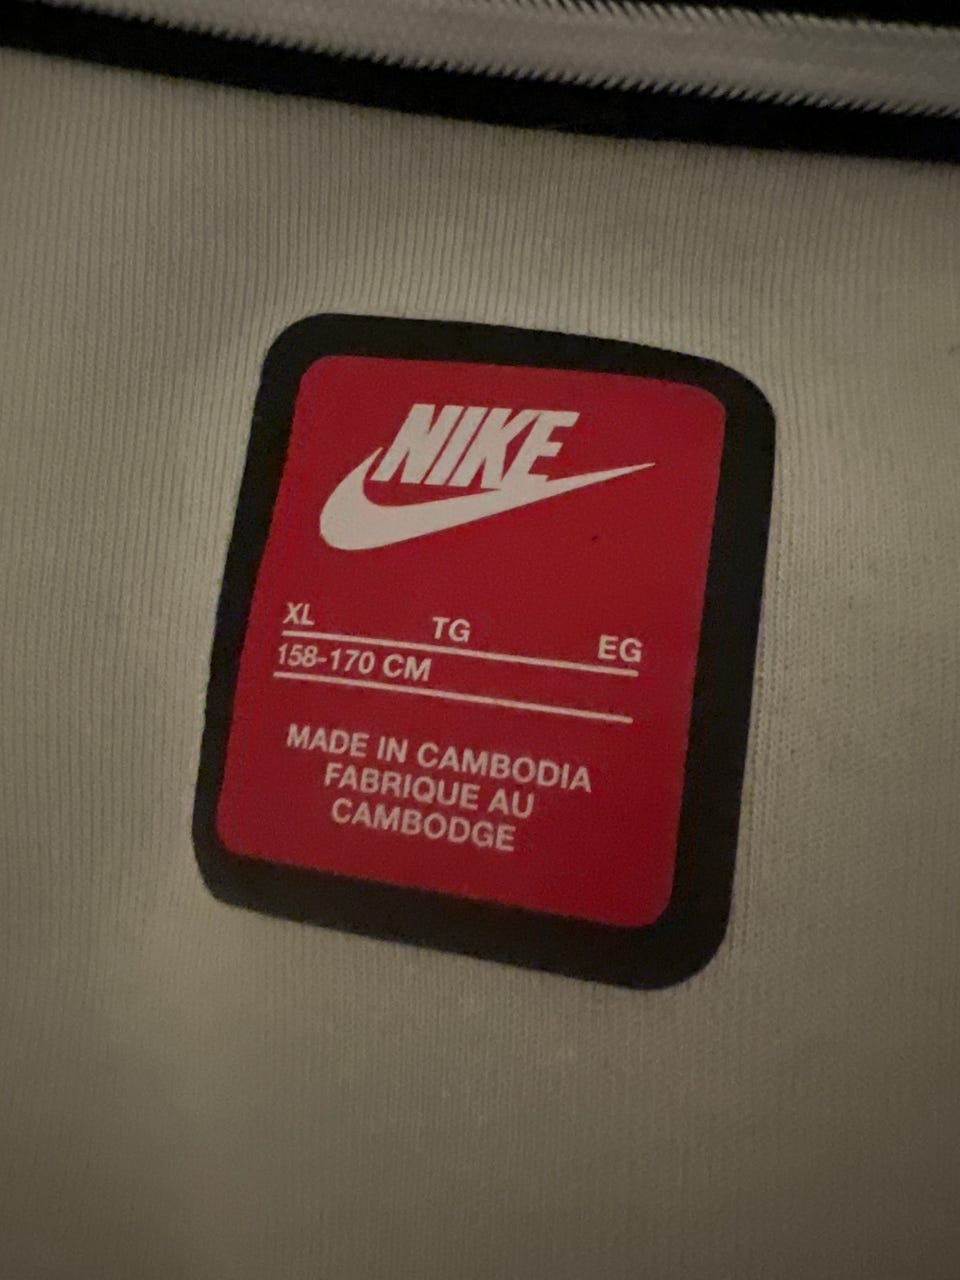 NIKE
XL TG EG
158-170 CM
MADE IN CAMBODIA
FABRIQUE AU
CAMBODGE